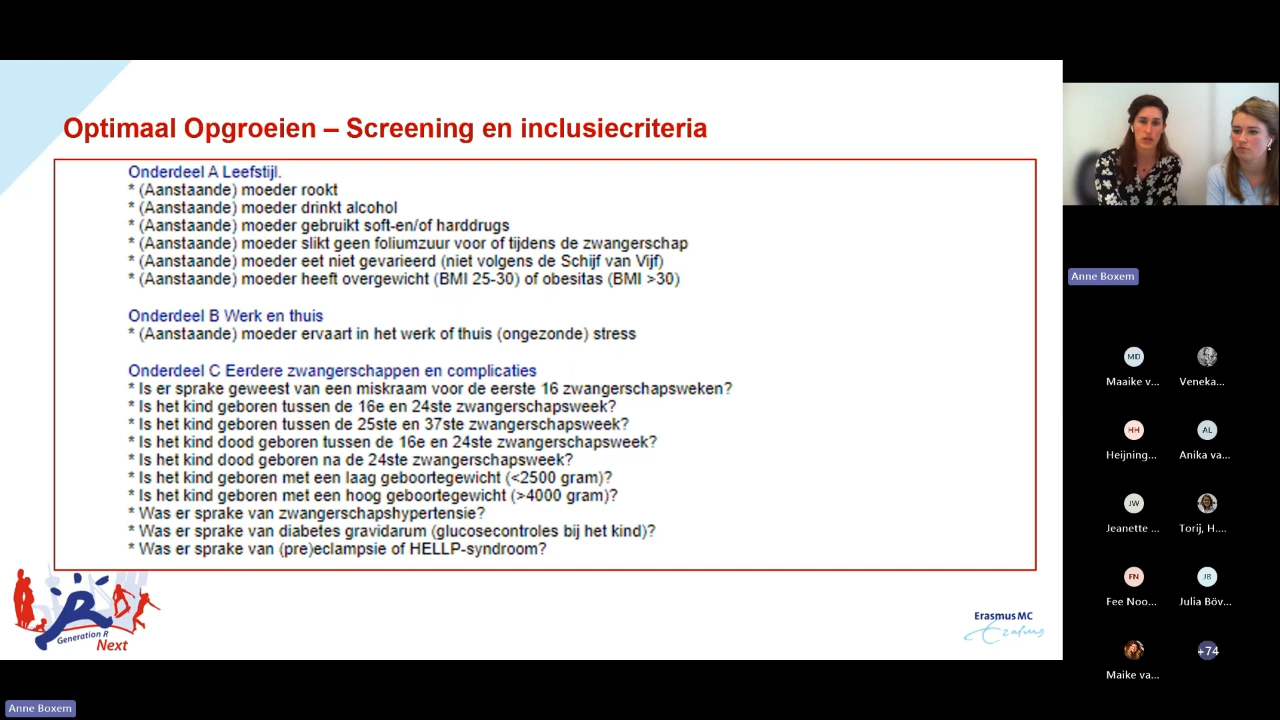 Optimaal Opgroeien – Screening en inclusiecriteria
Onderdeel A Leefstijl.
* (Aanstaande) moeder rookt
* (Aanstaande) moeder drinkt alcohol
* (Aanstaande) moeder gebruikt soft-en/of harddrugs
* (Aanstaande) moeder slikt geen foliumzuur voor of tijdens de zwangerschap
* (Aanstaande) moeder eet niet gevarieerd (niet volgens de Schijf van Vijf)
* (Aanstaande) moeder heeft overgewicht (BMI 25-30) of obesitas (BMI >30)
Onderdeel B Werk en thuis
* (Aanstaande) moeder ervaart in het werk of thuis (ongezonde) stress
Onderdeel C Eerdere zwangerschappen en complicaties
* Is er sprake geweest van een miskraam voor de eerste 16 zwangerschapsweken?
* Is het kind geboren tussen de 16e en 24ste zwangerschapsweek?
* Is het kind geboren tussen de 25ste en 37ste zwangerschapsweek?
* Is het kind dood geboren tussen de 16e en 24ste zwangerschapsweek?
* Is het kind dood geboren na de 24ste zwangerschapsweek?
* Is het kind geboren met een laag geboortegewicht (<2500 gram)?
* Is het kind geboren met een hoog geboortegewicht (>4000 gram)?
* Was er sprake van zwangerschapshypertensie?
* Was er sprake van diabetes gravidarum (glucosecontroles bij het kind)?
* Was er sprake van (pre)eclampsie of HELLP-syndroom?
R
Generation R
Next
Erasmus MC
Erasmus
Anne Boxem
Anne Boxem
MD
Maaike v...
Veneka...
HH
AL
Heijning...
Anika va...
JW
Jeanette ...
Torij, H....
FN
JB
Fee Noo...
Julia Böv...
Maike va...
+74